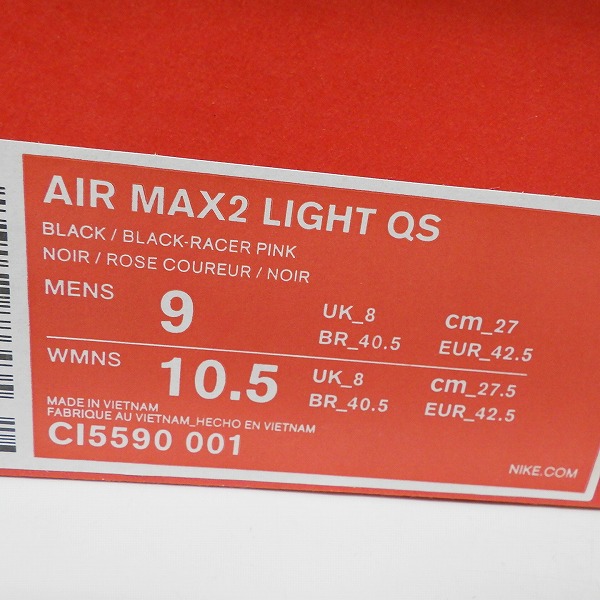 AIR MAX2 LIGHT QS
BLACK / BLACK-RACER PINK
NOIR / ROSE COUREUR / NOIR
MENS 9 UK_8 cm_27
BR_40.5 EUR_42.5
WMNS 10.5 UK_8 cm_27.5
BR_40.5 EUR_42.5
MADE IN VIETNAM
FABRIQUE AU VIETNAM_HECHO EN VIETNAM
CI5590 001
NIKE.COM